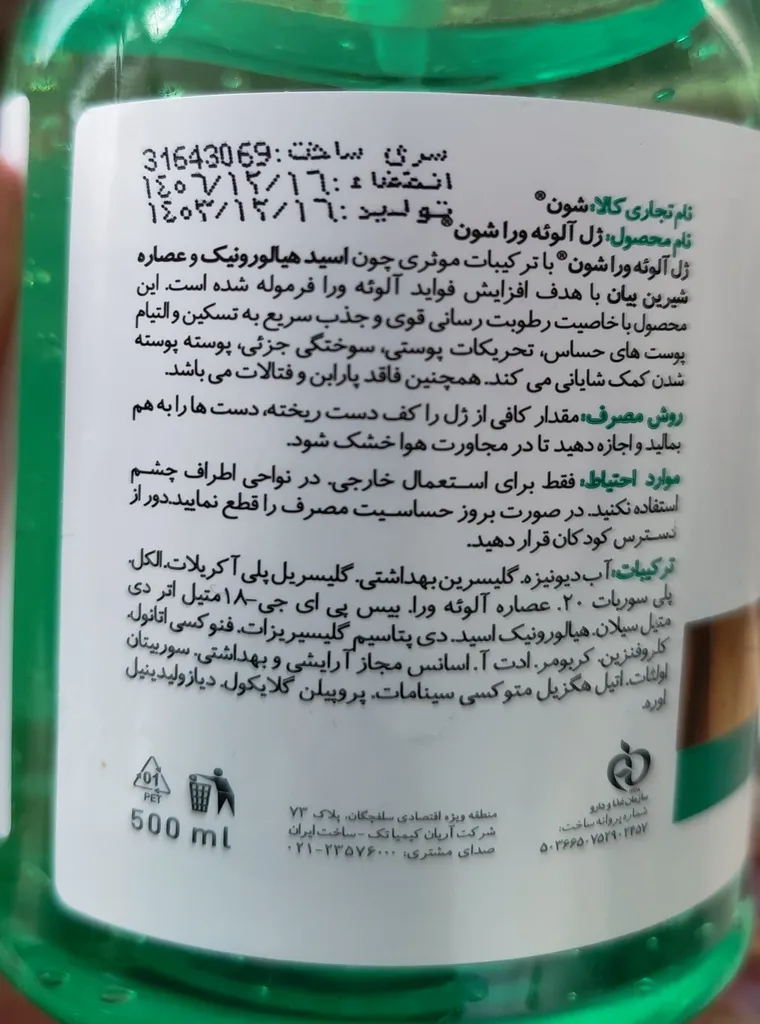 سری ساخت: 31643069
انقضاء: ۱۴۰۶/۱۲/۱۶
تولید: ۱۴۰۳/۱۲/۱۶
نام تجاری کالا: شون®
نام محصول: ژل آلوئه ورا شون®
ژل آلوئه ورا شون® با ترکیبات موثری چون اسید هیالورونیک و عصاره
شیرین بیان با هدف افزایش فواید آلوئه ورا فرموله شده است. این
محصول با خاصیت رطوبت رسانی قوی و جذب سریع به تسکین و التیام
پوست های حساس، تحریکات پوستی، سوختگی جزئی، پوسته پوسته
شدن کمک شایانی می کند. همچنین فاقد پارابن و فتالات می باشد.
روش مصرف: مقدار کافی از ژل را کف دست ریخته، دست ها را به هم
بمالید و اجازه دهید تا در مجاورت هوا خشک شود.
موارد احتیاط: فقط برای استعمال خارجی. در نواحی اطراف چشم
استفاده نکنید. در صورت بروز حساسیت مصرف را قطع نمایید. دور از
دسترس کودکان قرار دهید.
ترکیبات: آب دیونیزه. گلیسرین بهداشتی. گلیسریل پلی آکریلات. الکل.
پلی سوربات ۲۰. عصاره آلوئه ورا. بیس پی ای جی-۱۸ متیل اتر دی
متیل سیلان. هیالورونیک اسید. دی پتاسیم گلیسیریزات. فنوکسی اتانول.
کلروفنزین. کربومر. ادت آ. اسانس مجاز آرایشی و بهداشتی. سوربیتان
اولئات. اتیل هگزیل متوکسی سینامات. پروپیلن گلایکول. دیازولیدینیل
اوره.
سازمان غذا و دارو
شماره پروانه ساخت:
۵۰۳۶۶۵۰۷۵۲۹۰۲۴۵۷
منطقه ویژه اقتصادی سلفچگان، پلاک ۷۳
شرکت آریان کیمیا تک - ساخت ایران
صدای مشتری: ۰۲۱-۲۳۵۷۶۰۰۰
01
PET
500 ml